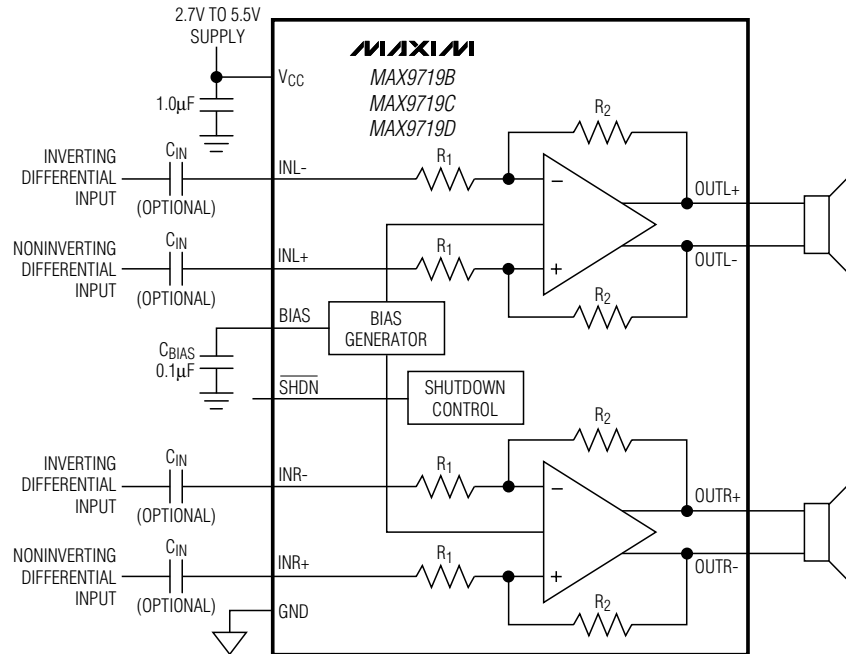 2.7V TO 5.5V
SUPPLY
VCC
1.0µF
MAXIM
MAX9719B
MAX9719C
MAX9719D
INVERTING
DIFFERENTIAL
INPUT
CIN
(OPTIONAL)
INL-
R1
R2
−
OUTL+
NONINVERTING
DIFFERENTIAL
INPUT
CIN
(OPTIONAL)
INL+
R1
+
R2
OUTL-
BIAS
CBIAS
0.1µF
BIAS
GENERATOR
SHDN
SHUTDOWN
CONTROL
INVERTING
DIFFERENTIAL
INPUT
CIN
(OPTIONAL)
INR-
R1
R2
−
OUTR+
NONINVERTING
DIFFERENTIAL
INPUT
CIN
(OPTIONAL)
INR+
R1
+
R2
OUTR-
GND